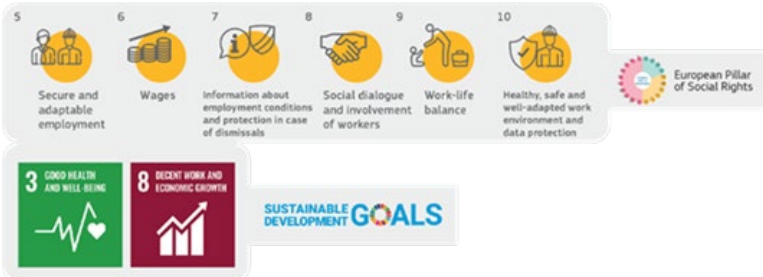 5
6
7
8
9
10
Secure and
adaptable
employment
Wages
Information about
employment conditions
and protection in case
of dismissals
Social dialogue
and involvement
of workers
Work-life
balance
Healthy, safe and
well-adapted work
environment and
data protection
European Pillar
of Social Rights
3 GOOD HEALTH
AND WELL-BEING
8 DECENT WORK AND
ECONOMIC GROWTH
SUSTAINABLE
DEVELOPMENT
GOALS